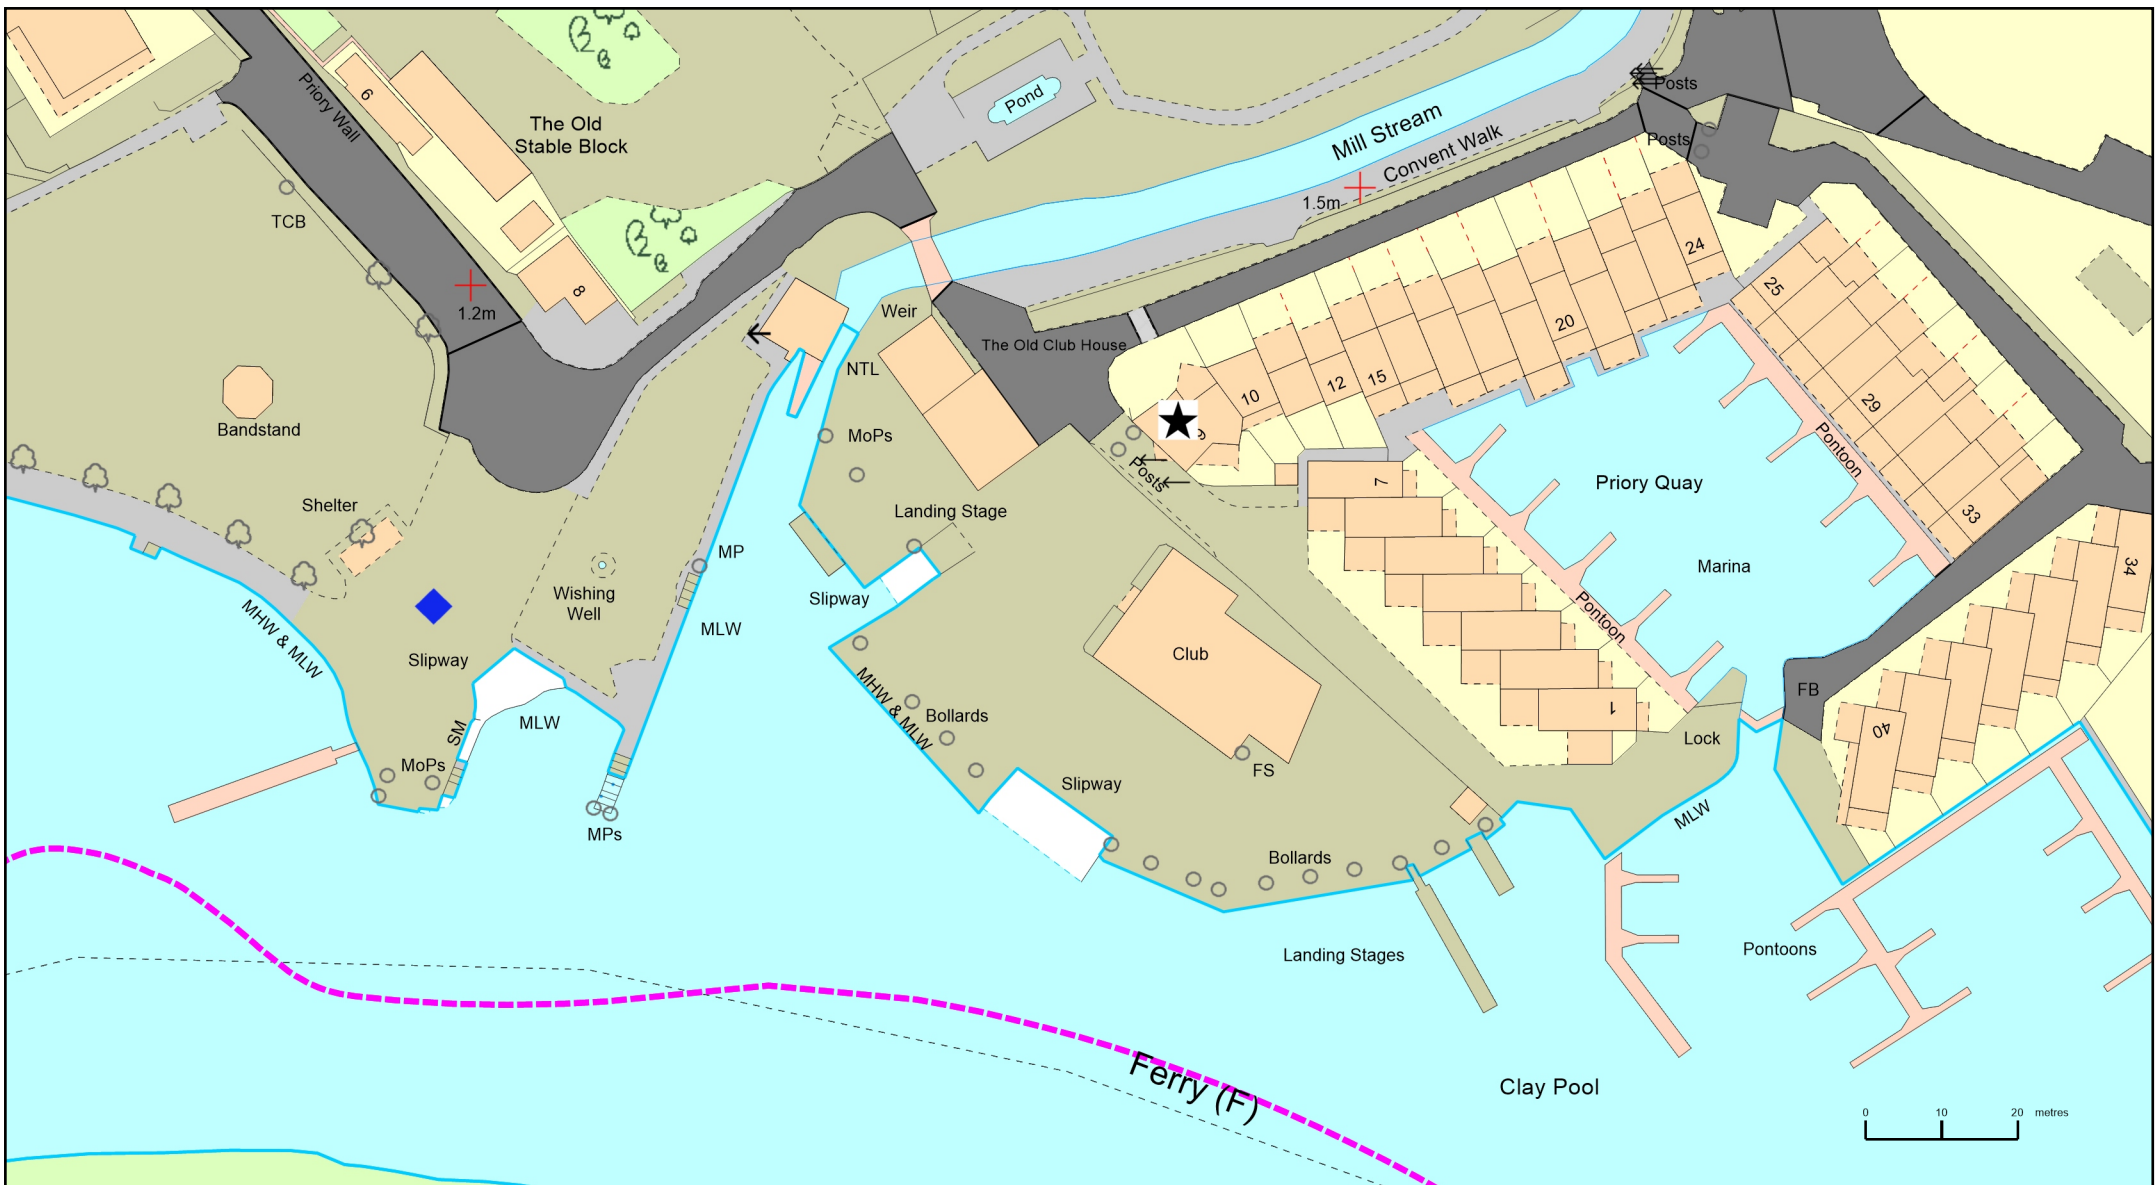 Priory Wall
6
The Old
Stable Block
Pond
Mill Stream
Convent Walk
Posts
Posts
TCB
1.5m
1.2m
8
Weir
24
25
The Old Club House
20
NTL
10
12
15
29
9
Bandstand
MoPs
Pontoon
Posts
7
Priory Quay
Shelter
Landing Stage
33
MP
Marina
34
Wishing
Well
Slipway
MHW & MLW
MLW
Pontoon
Slipway
Club
MHW & MLW
FB
1
SM
MLW
Bollards
40
Lock
MoPs
FS
Slipway
MLW
MPs
Bollards
Landing Stages
Pontoons
Ferry (F)
Clay Pool
0 10 20 metres